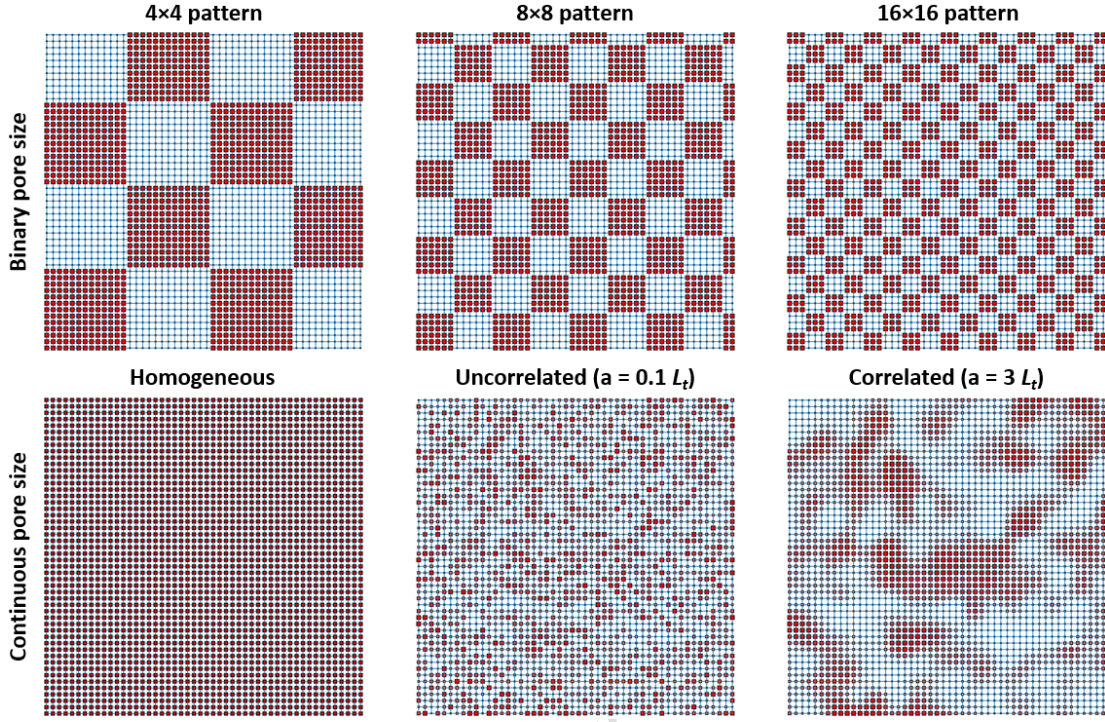 4×4 pattern
8×8 pattern
16×16 pattern
Binary pore size
Homogeneous
Uncorrelated (a = 0.1 Lt)
Correlated (a = 3 Lt)
Continuous pore size